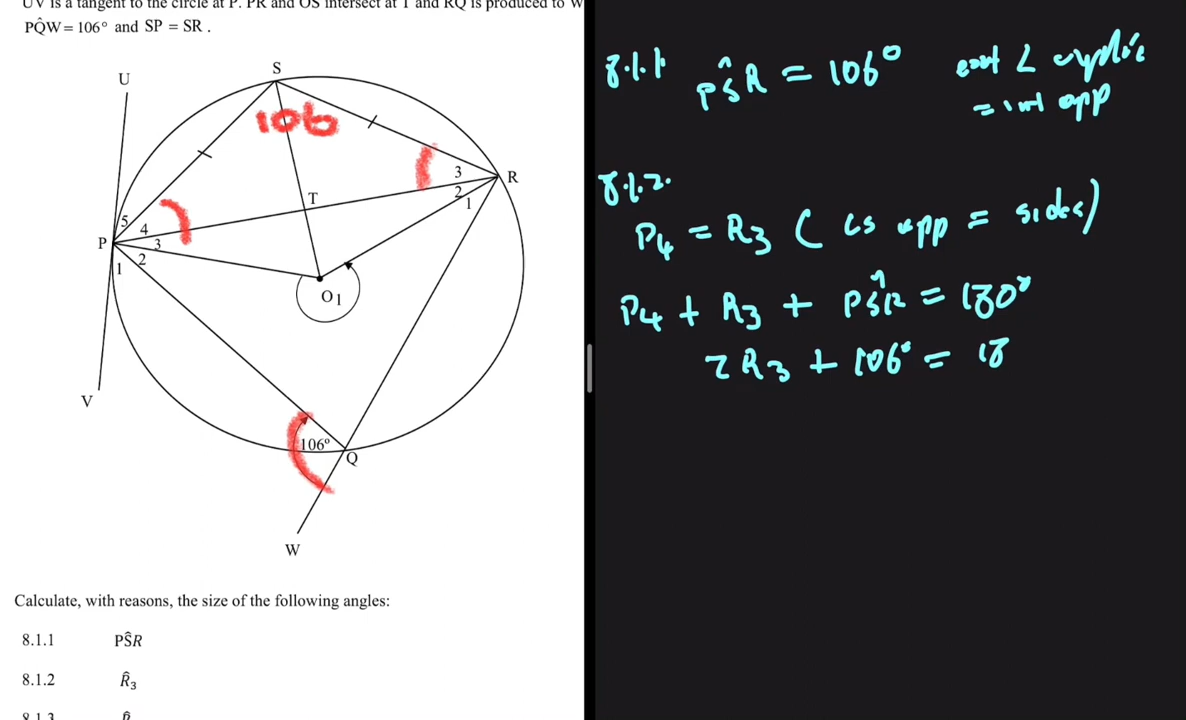 UV is a tangent to the circle at P. PR and OS intersect at T and RQ is produced to W
PQ̂W = 106° and SP = SR .
U
S
106
R
3
2
1
T
5
4
3
P
2
1
O1
V
106°
Q
W
Calculate, with reasons, the size of the following angles:
8.1.1 PŜR
8.1.2 R̂3
8.1.3
8.1.1 PŜR = 106° ext ∠ cyclic
= int opp
8.1.2.
P4 = R3 ( ∠s opp = sides)
P4 + R3 + PŜR = 180°
2R3 + 106° = 18